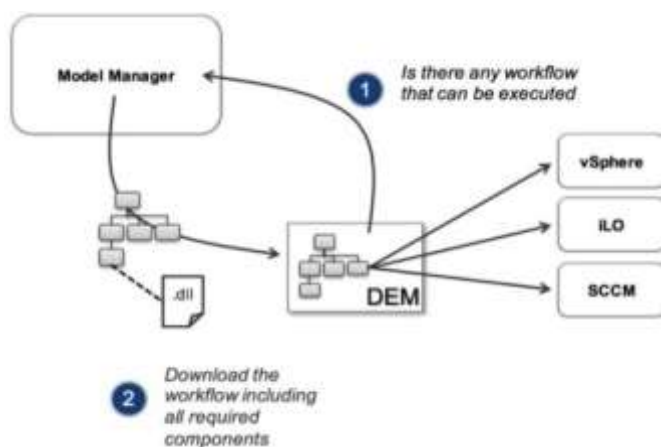 Model Manager
1
Is there any workflow
that can be executed
vSphere
iLO
SCCM
DEM
.dll
2
Download the
workflow including
all required
components